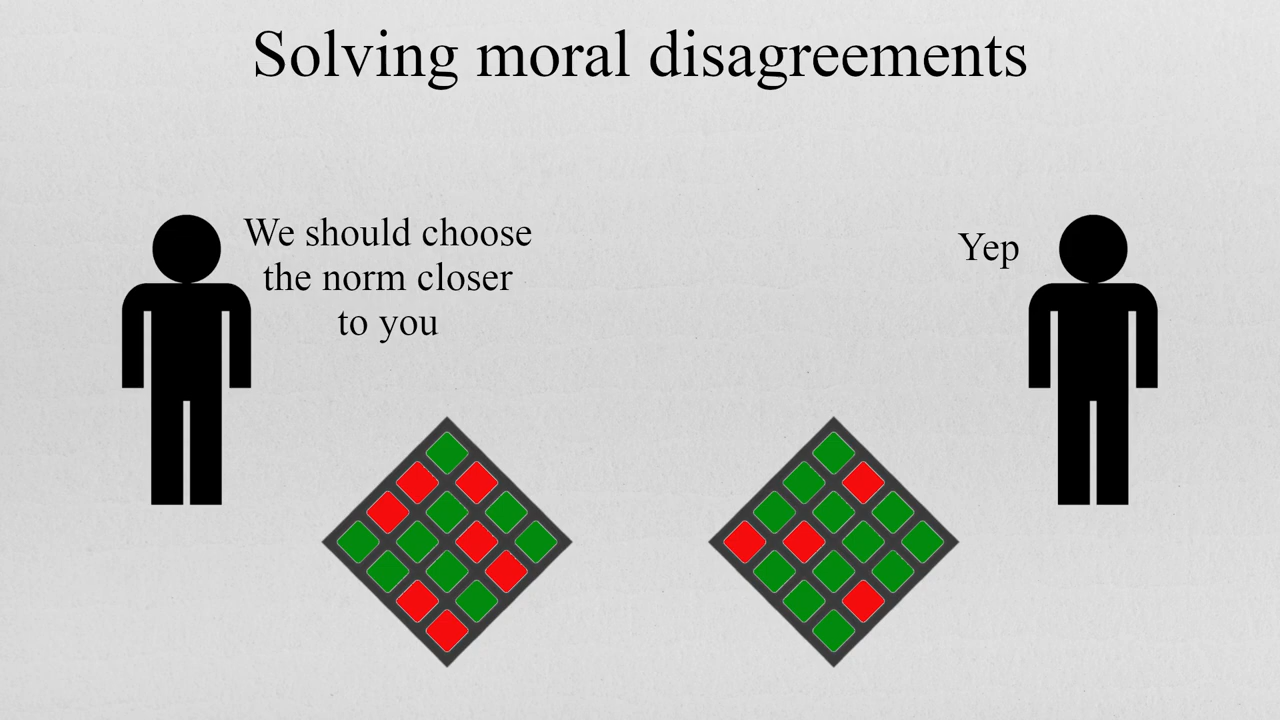 Solving moral disagreements
We should choose
the norm closer
to you
Yep